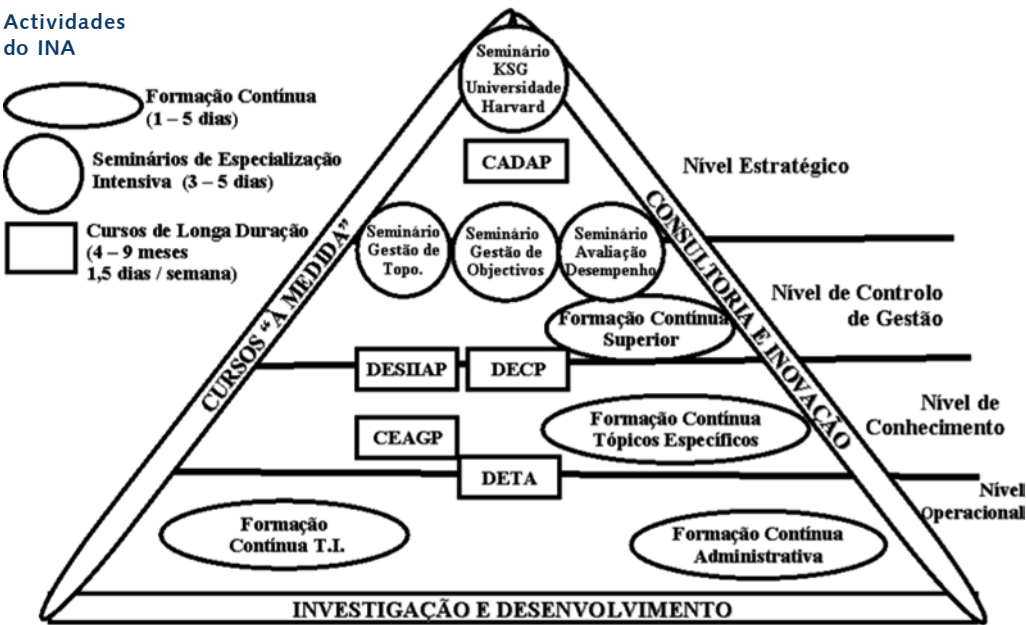 Actividades
do INA
Formação Contínua
(1 – 5 dias)
Seminários de Especialização
Intensiva (3 – 5 dias)
Cursos de Longa Duração
(4 – 9 meses
1,5 dias / semana)
Seminário
KSG
Universidade
Harvard
CADAP
Nível Estratégico
CURSOS “À MEDIDA”
CONSULTORIA E INOVAÇÃO
Seminário
Gestão de
Topo.
Seminário
Gestão de
Objectivos
Seminário
Avaliação
Desempenho
Nível de Controlo
de Gestão
Formação Contínua
Superior
DESIIAP
DECP
Nível de
Conhecimento
Formação Contínua
Tópicos Específicos
CEAGP
DETA
Nível
Operacional
Formação
Contínua T.I.
Formação Contínua
Administrativa
INVESTIGAÇÃO E DESENVOLVIMENTO